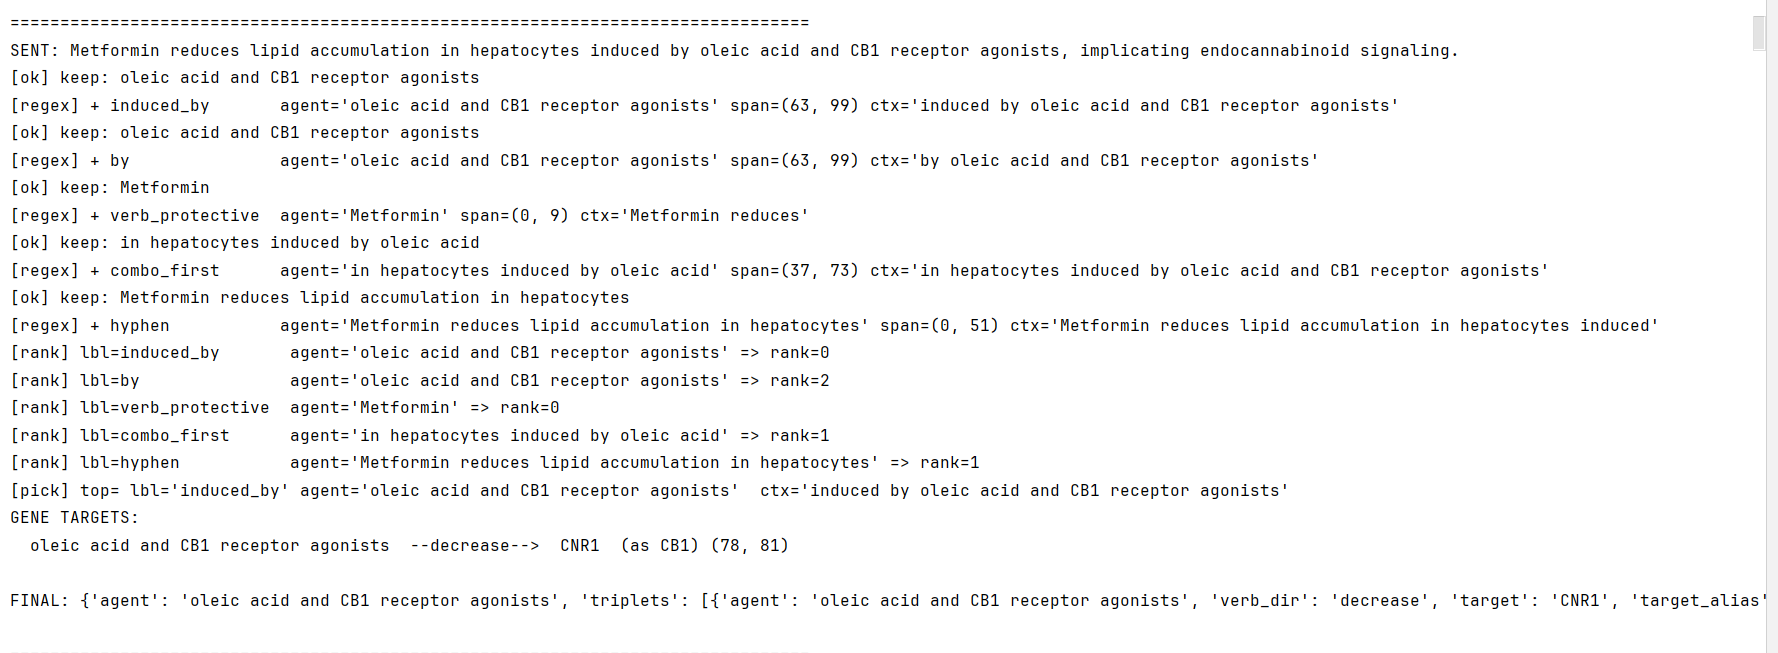 ================================================================================
SENT: Metformin reduces lipid accumulation in hepatocytes induced by oleic acid and CB1 receptor agonists, implicating endocannabinoid signaling.
[ok] keep: oleic acid and CB1 receptor agonists
[regex] + induced_by       agent='oleic acid and CB1 receptor agonists' span=(63, 99) ctx='induced by oleic acid and CB1 receptor agonists'
[ok] keep: oleic acid and CB1 receptor agonists
[regex] + by               agent='oleic acid and CB1 receptor agonists' span=(63, 99) ctx='by oleic acid and CB1 receptor agonists'
[ok] keep: Metformin
[regex] + verb_protective  agent='Metformin' span=(0, 9) ctx='Metformin reduces'
[ok] keep: in hepatocytes induced by oleic acid
[regex] + combo_first      agent='in hepatocytes induced by oleic acid' span=(37, 73) ctx='in hepatocytes induced by oleic acid and CB1 receptor agonists'
[ok] keep: Metformin reduces lipid accumulation in hepatocytes
[regex] + hyphen           agent='Metformin reduces lipid accumulation in hepatocytes' span=(0, 51) ctx='Metformin reduces lipid accumulation in hepatocytes induced'
[rank] lbl=induced_by       agent='oleic acid and CB1 receptor agonists' => rank=0
[rank] lbl=by               agent='oleic acid and CB1 receptor agonists' => rank=2
[rank] lbl=verb_protective  agent='Metformin' => rank=0
[rank] lbl=combo_first      agent='in hepatocytes induced by oleic acid' => rank=1
[rank] lbl=hyphen           agent='Metformin reduces lipid accumulation in hepatocytes' => rank=1
[pick] top= lbl='induced_by' agent='oleic acid and CB1 receptor agonists'  ctx='induced by oleic acid and CB1 receptor agonists'
GENE TARGETS:
  oleic acid and CB1 receptor agonists  --decrease-->  CNR1  (as CB1) (78, 81)
FINAL: {'agent': 'oleic acid and CB1 receptor agonists', 'triplets': [{'agent': 'oleic acid and CB1 receptor agonists', 'verb_dir': 'decrease', 'target': 'CNR1', 'target_alias'